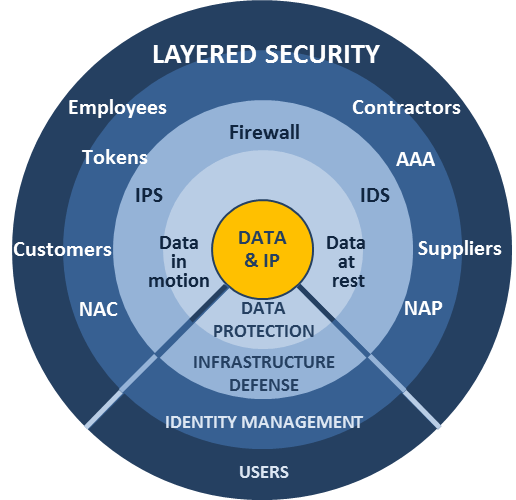 LAYERED SECURITY
Employees
Contractors
Firewall
Tokens
AAA
IPS
IDS
Customers
Data
in
motion
DATA
& IP
Data
at
rest
Suppliers
NAC
NAP
DATA
PROTECTION
INFRASTRUCTURE
DEFENSE
IDENTITY MANAGEMENT
USERS